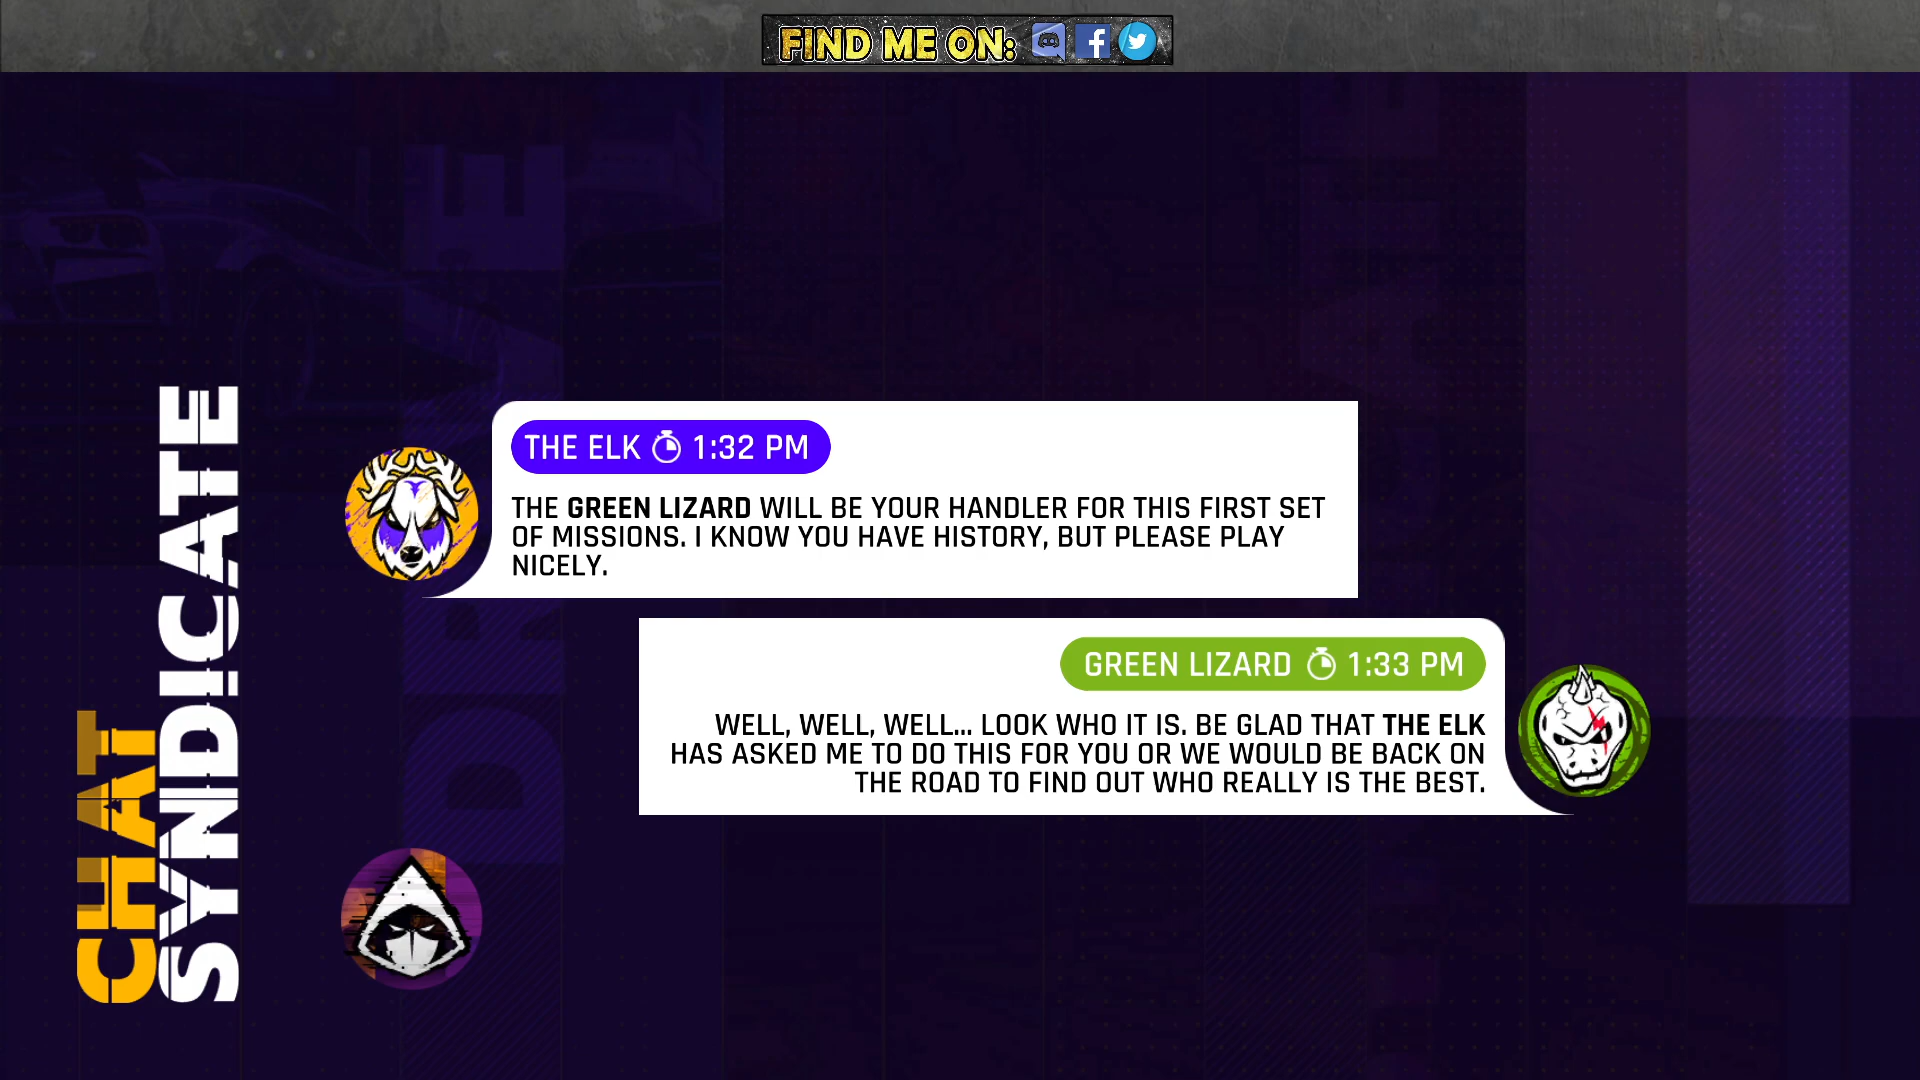 FIND ME ON:
CHAT
SYNDICATE
THE ELK 1:32 PM
THE GREEN LIZARD WILL BE YOUR HANDLER FOR THIS FIRST SET
OF MISSIONS. I KNOW YOU HAVE HISTORY, BUT PLEASE PLAY
NICELY.
GREEN LIZARD 1:33 PM
WELL, WELL, WELL... LOOK WHO IT IS. BE GLAD THAT THE ELK
HAS ASKED ME TO DO THIS FOR YOU OR WE WOULD BE BACK ON
THE ROAD TO FIND OUT WHO REALLY IS THE BEST.